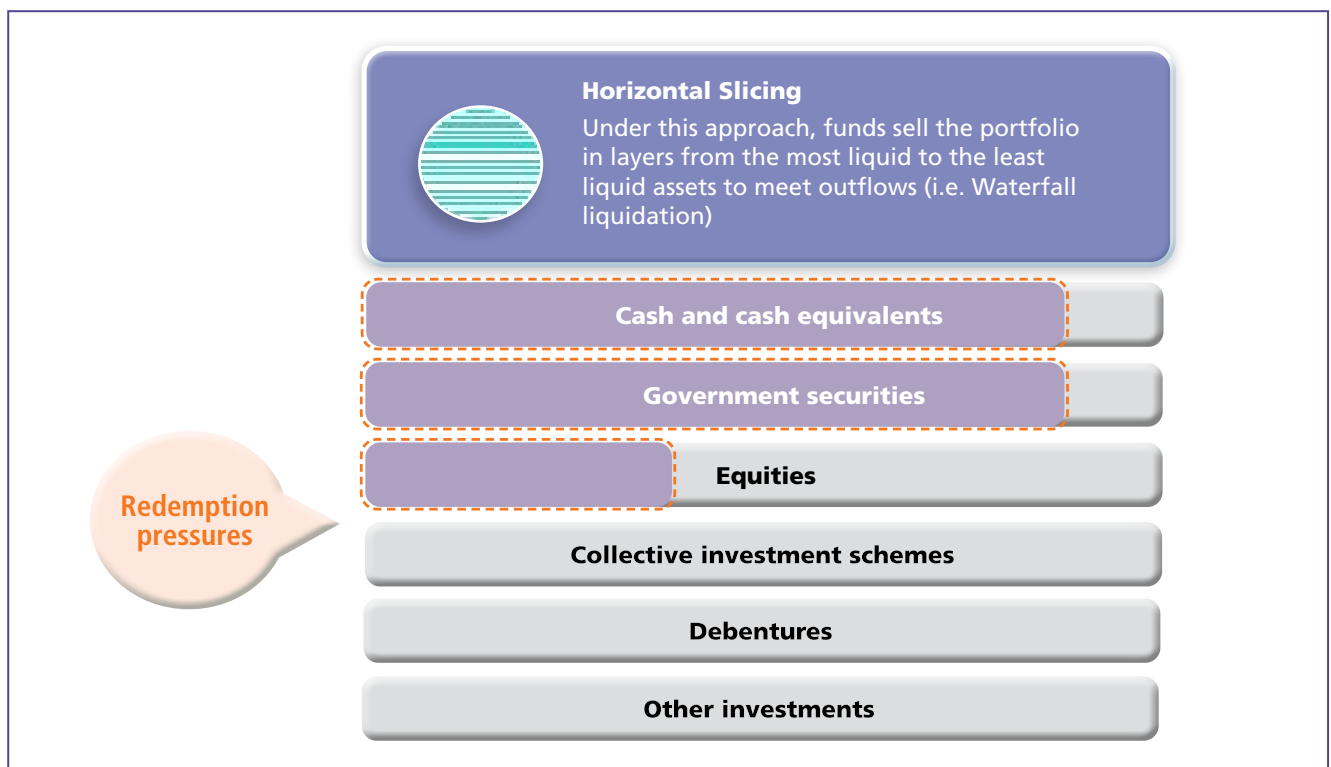 Horizontal Slicing
Under this approach, funds sell the portfolio
in layers from the most liquid to the least
liquid assets to meet outflows (i.e. Waterfall
liquidation)
Cash and cash equivalents
Government securities
Equities
Redemption
pressures
Collective investment schemes
Debentures
Other investments